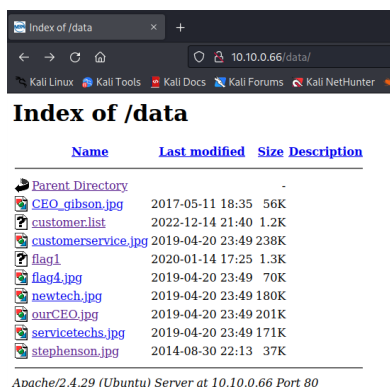 Index of /data
10.10.0.66/data/
Kali Linux Kali Tools Kali Docs Kali Forums Kali NetHunter
Index of /data
Name Last modified Size Description
Parent Directory -
CEO_gibson.jpg 2017-05-11 18:35 56K
customer.list 2022-12-14 21:40 1.2K
customerservice.jpg 2019-04-20 23:49 238K
flag1 2020-01-14 17:25 1.3K
flag4.jpg 2019-04-20 23:49 70K
newtech.jpg 2019-04-20 23:49 180K
ourCEO.jpg 2019-04-20 23:49 201K
servicetechs.jpg 2019-04-20 23:49 171K
stephenson.jpg 2014-08-30 22:13 37K
Apache/2.4.29 (Ubuntu) Server at 10.10.0.66 Port 80